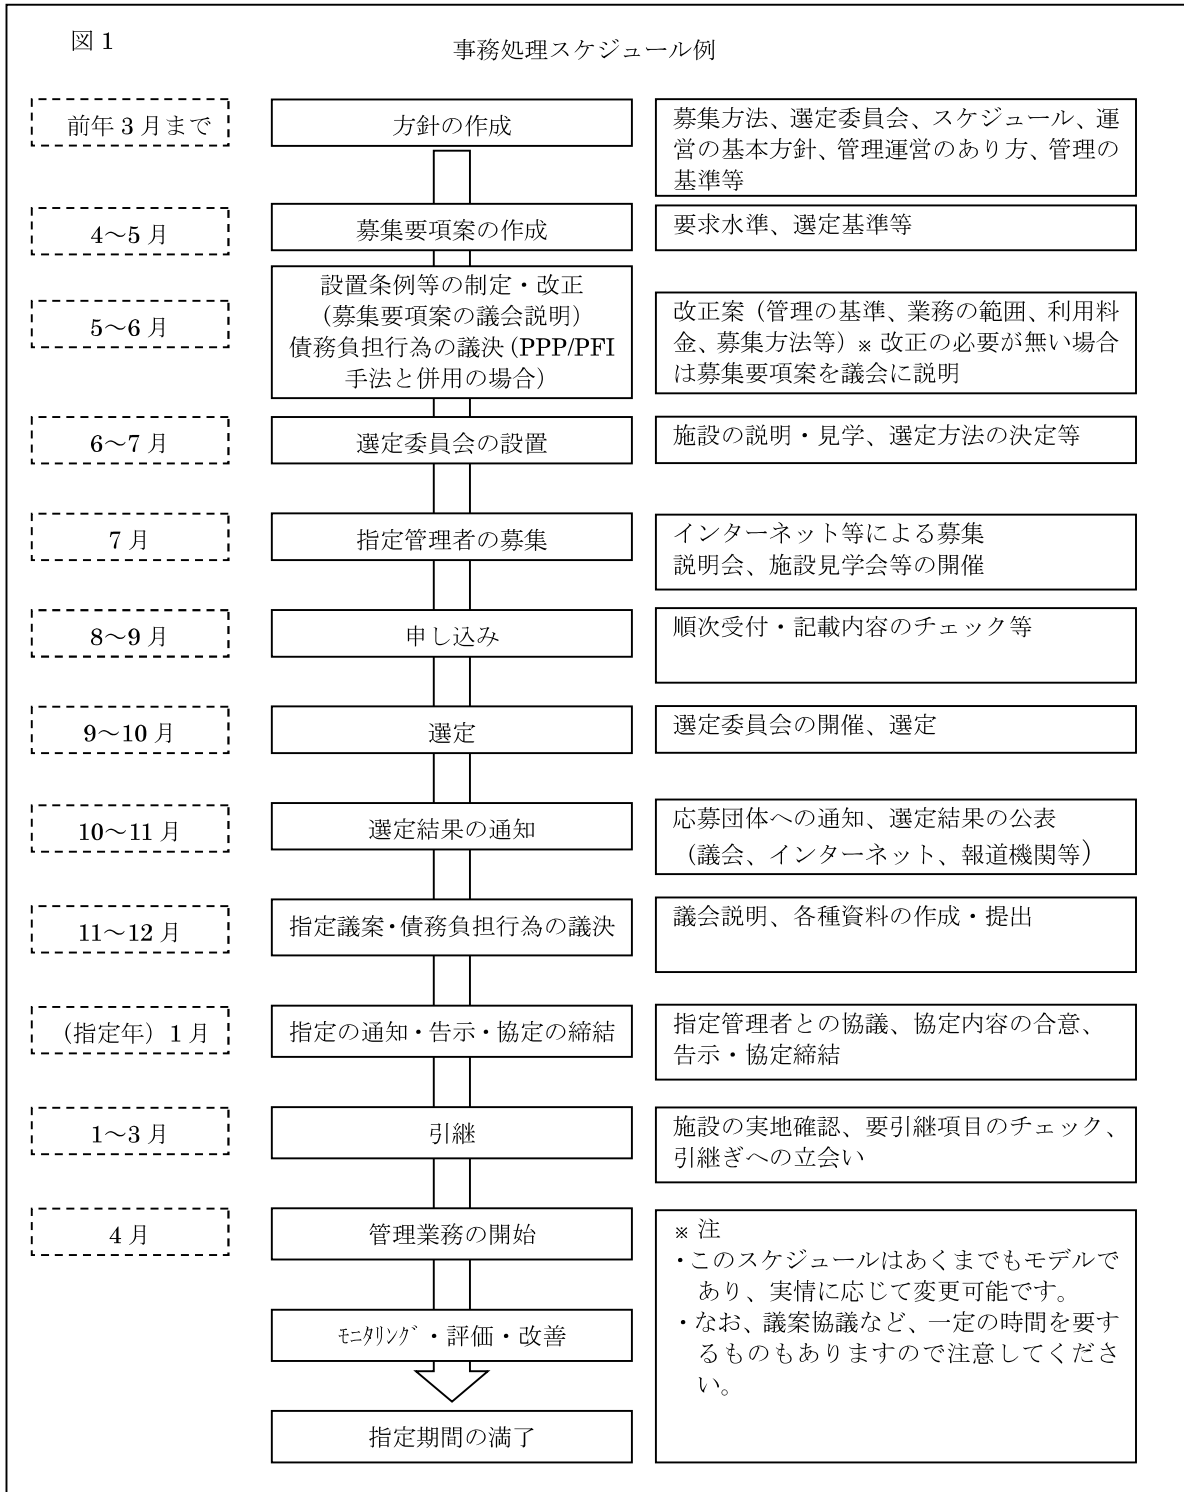 図 1
事務処理スケジュール例
前年 3 月まで
方針の作成
募集方法、選定委員会、スケジュール、運
営の基本方針、管理運営のあり方、管理の
基準等
4～5 月
募集要項案の作成
要求水準、選定基準等
5～6 月
設置条例等の制定・改正
（募集要項案の議会説明）
債務負担行為の議決（PPP/PFI
手法と併用の場合）
改正案（管理の基準、業務の範囲、利用料
金、募集方法等）※ 改正の必要が無い場合
は募集要項案を議会に説明
6～7 月
選定委員会の設置
施設の説明・見学、選定方法の決定等
7 月
指定管理者の募集
インターネット等による募集
説明会、施設見学会等の開催
8～9 月
申し込み
順次受付・記載内容のチェック等
9～10 月
選定
選定委員会の開催、選定
10～11 月
選定結果の通知
応募団体への通知、選定結果の公表
（議会、インターネット、報道機関等）
11～12 月
指定議案・債務負担行為の議決
議会説明、各種資料の作成・提出
（指定年）1 月
指定の通知・告示・協定の締結
指定管理者との協議、協定内容の合意、
告示・協定締結
1～3 月
引継
施設の実地確認、要引継項目のチェック、
引継ぎへの立会い
4 月
管理業務の開始
※ 注
・このスケジュールはあくまでもモデルで
あり、実情に応じて変更可能です。
・なお、議案協議など、一定の時間を要す
るものもありますので注意してくださ
い。
ﾓﾆﾀﾘﾝｸﾞ・評価・改善
指定期間の満了